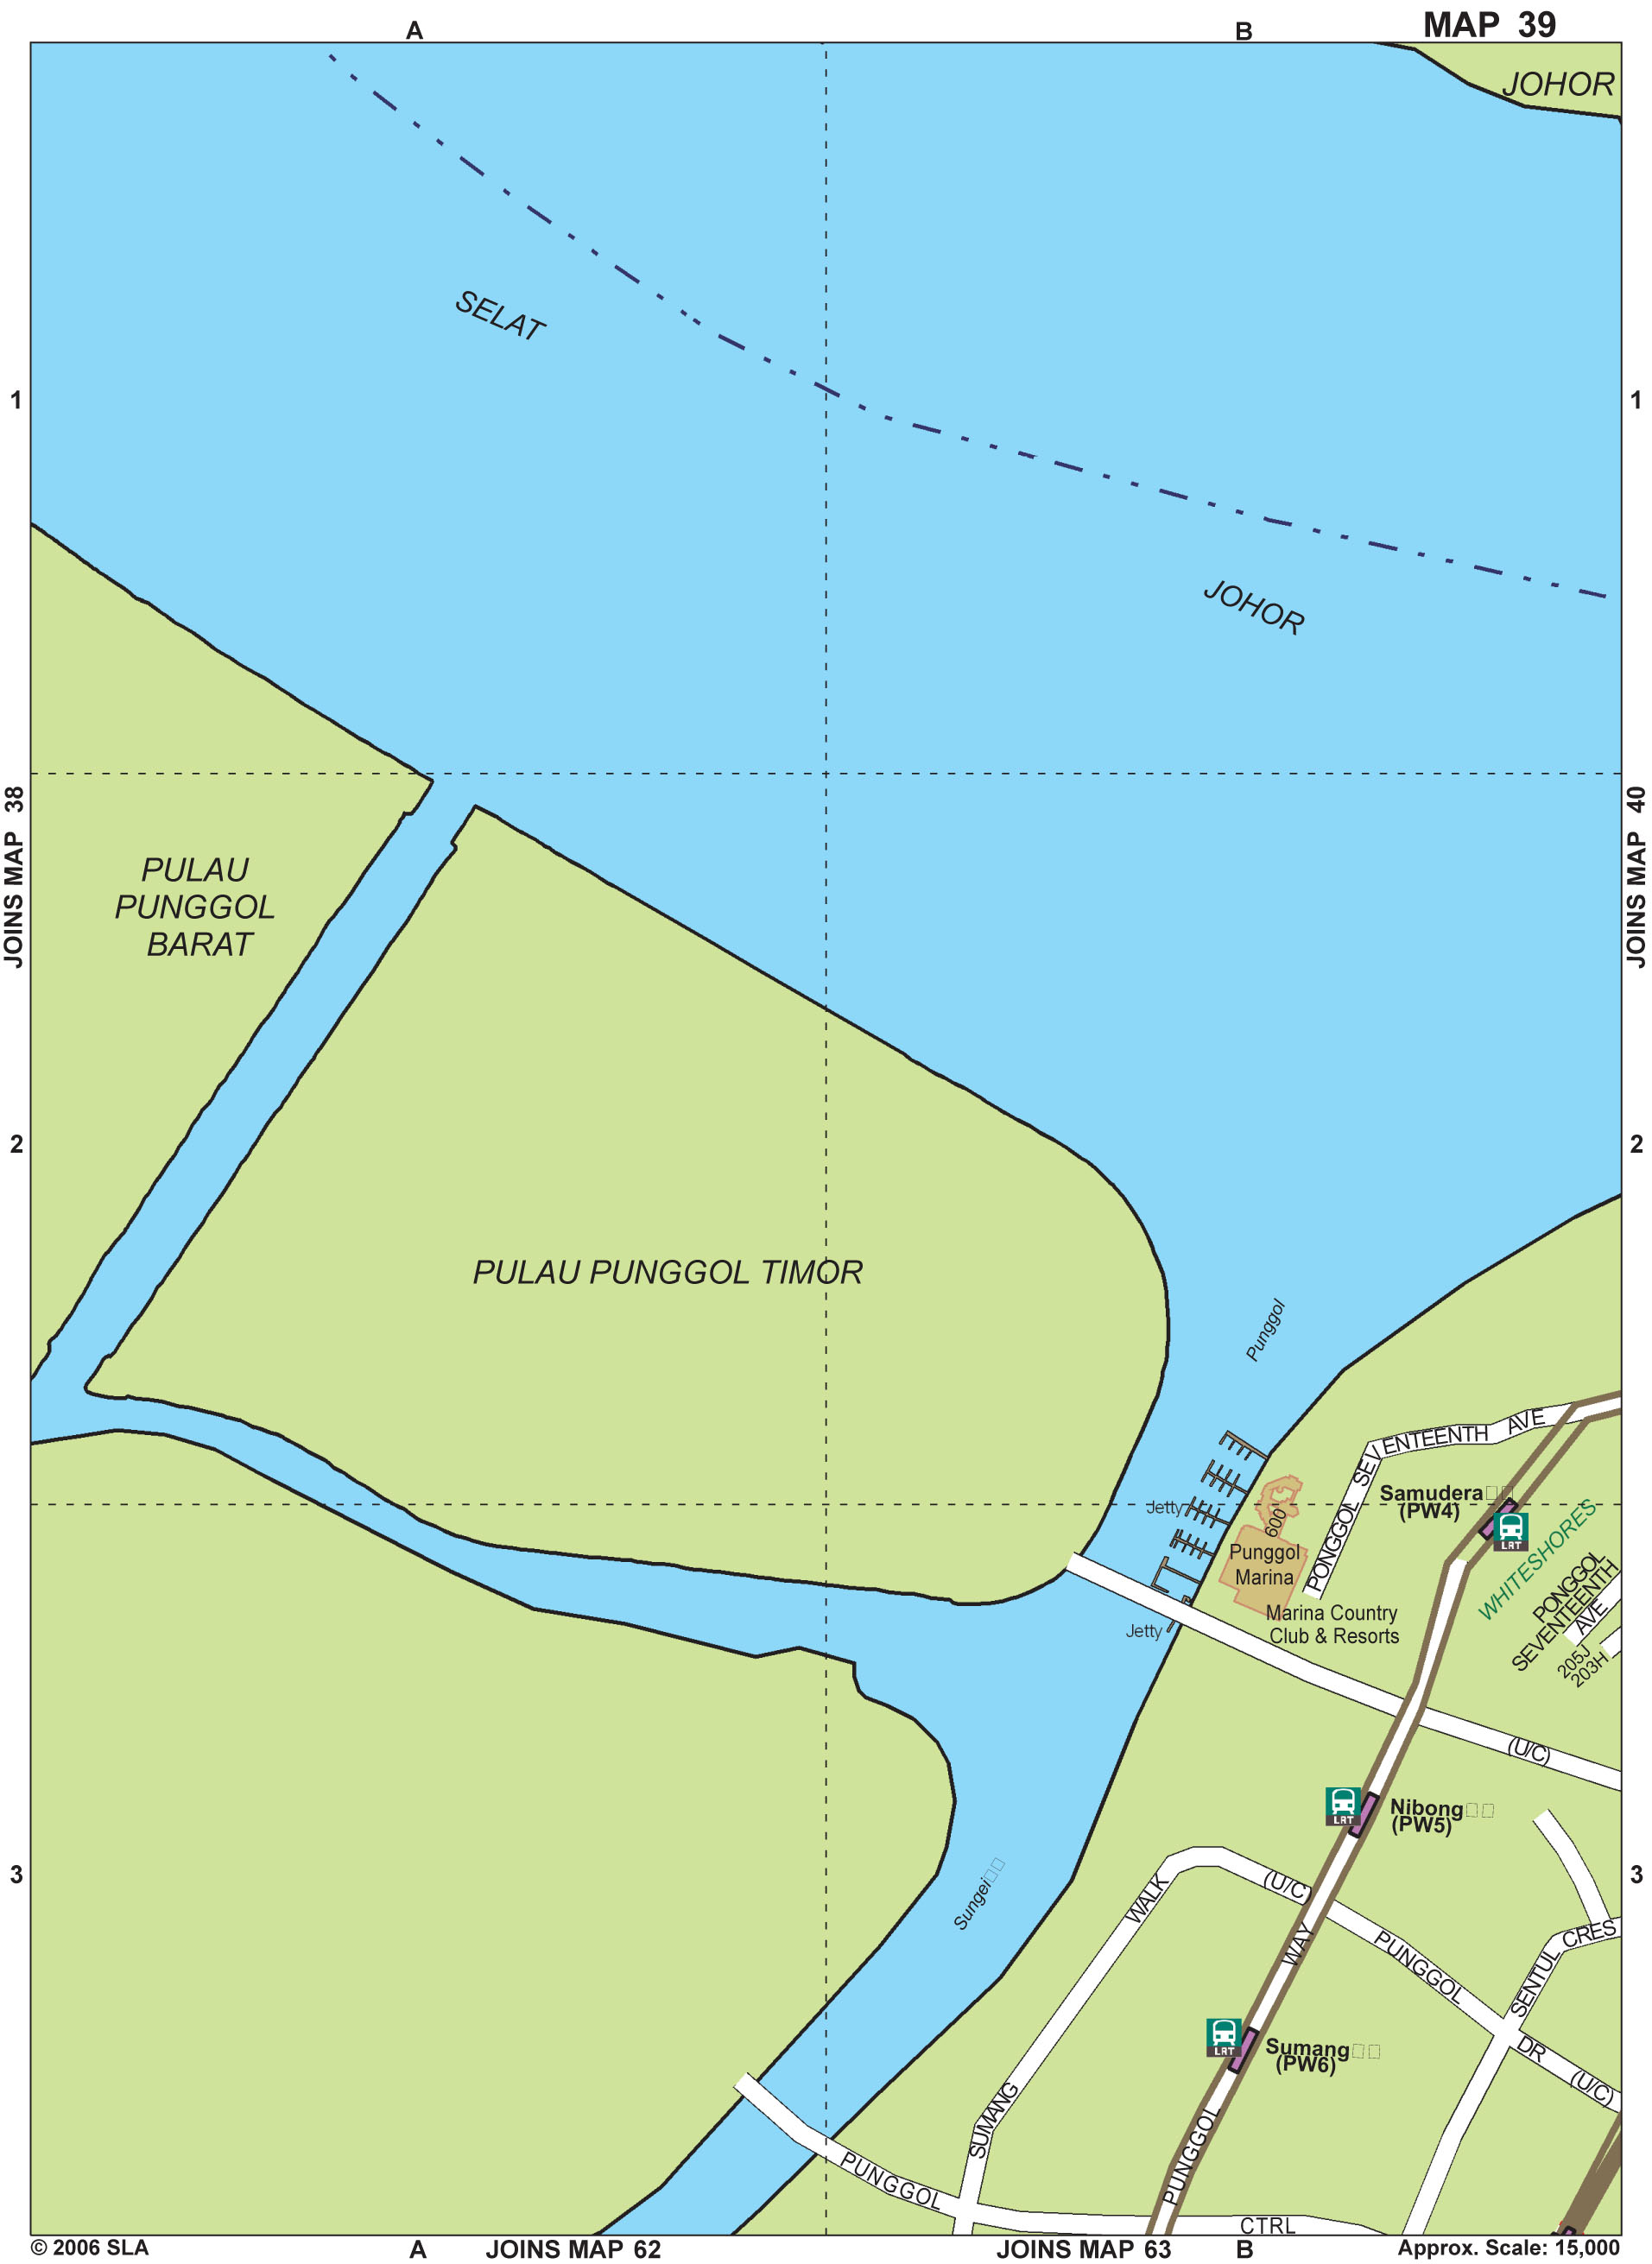 MAP 39
A
B
JOHOR
SELAT
1
1
JOHOR
JOINS MAP 38
JOINS MAP 40
PULAU
PUNGGOL
BARAT
2
2
PULAU PUNGGOL TIMOR
Punggol
PONGGOL SEVENTEENTH AVE
Samudera
(PW4)
LRT
WHITESHORES
Jetty
600
Punggol
Marina
Marina Country
Club & Resorts
Jetty
PONGGOL
SEVENTEENTH
AVE
205J
203H
(U/C)
LRT
Nibong
(PW5)
3
3
Sungei
WALK
(U/C)
WAY
PUNGGOL
SENTUL
CRES
LRT
Sumang
(PW6)
DR
(U/C)
SUMANG
PUNGGOL
PUNGGOL
CTRL
© 2006 SLA
A
JOINS MAP 62
JOINS MAP 63
B
Approx. Scale: 15,000